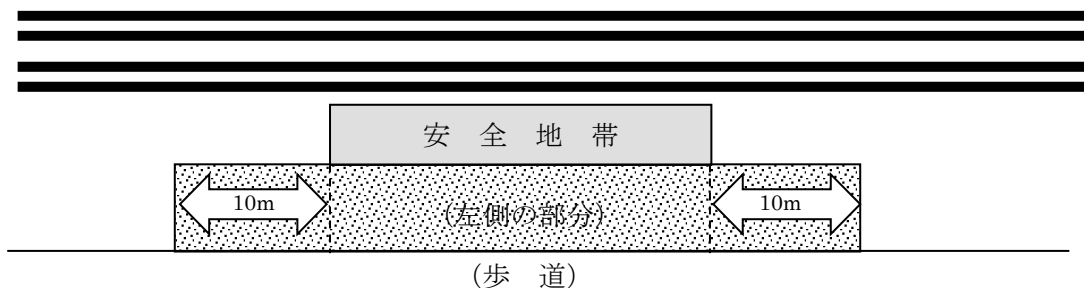 安 全 地 帯
10m
(左側の部分)
10m
(歩 道)